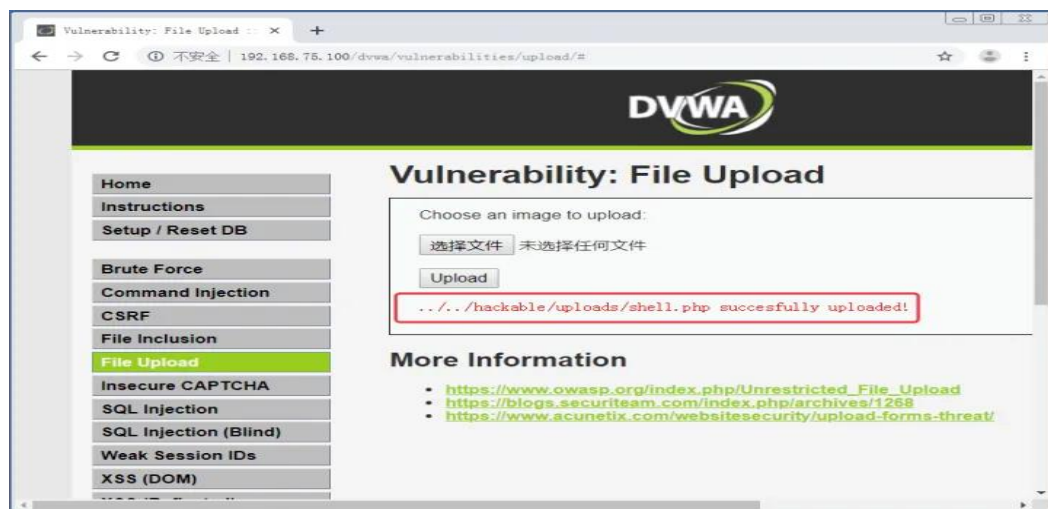 Vulnerability: File Upload ::
不安全 | 192.168.75.100/dvwa/vulnerabilities/upload/#
DVWA
Home
Instructions
Setup / Reset DB
Brute Force
Command Injection
CSRF
File Inclusion
File Upload
Insecure CAPTCHA
SQL Injection
SQL Injection (Blind)
Weak Session IDs
XSS (DOM)
Vulnerability: File Upload
Choose an image to upload:
选择文件 未选择任何文件
Upload
../../hackable/uploads/shell.php succesfully uploaded!
More Information
https://www.owasp.org/index.php/Unrestricted_File_Upload
https://blogs.securiteam.com/index.php/archives/1268
https://www.acunetix.com/websitesecurity/upload-forms-threat/